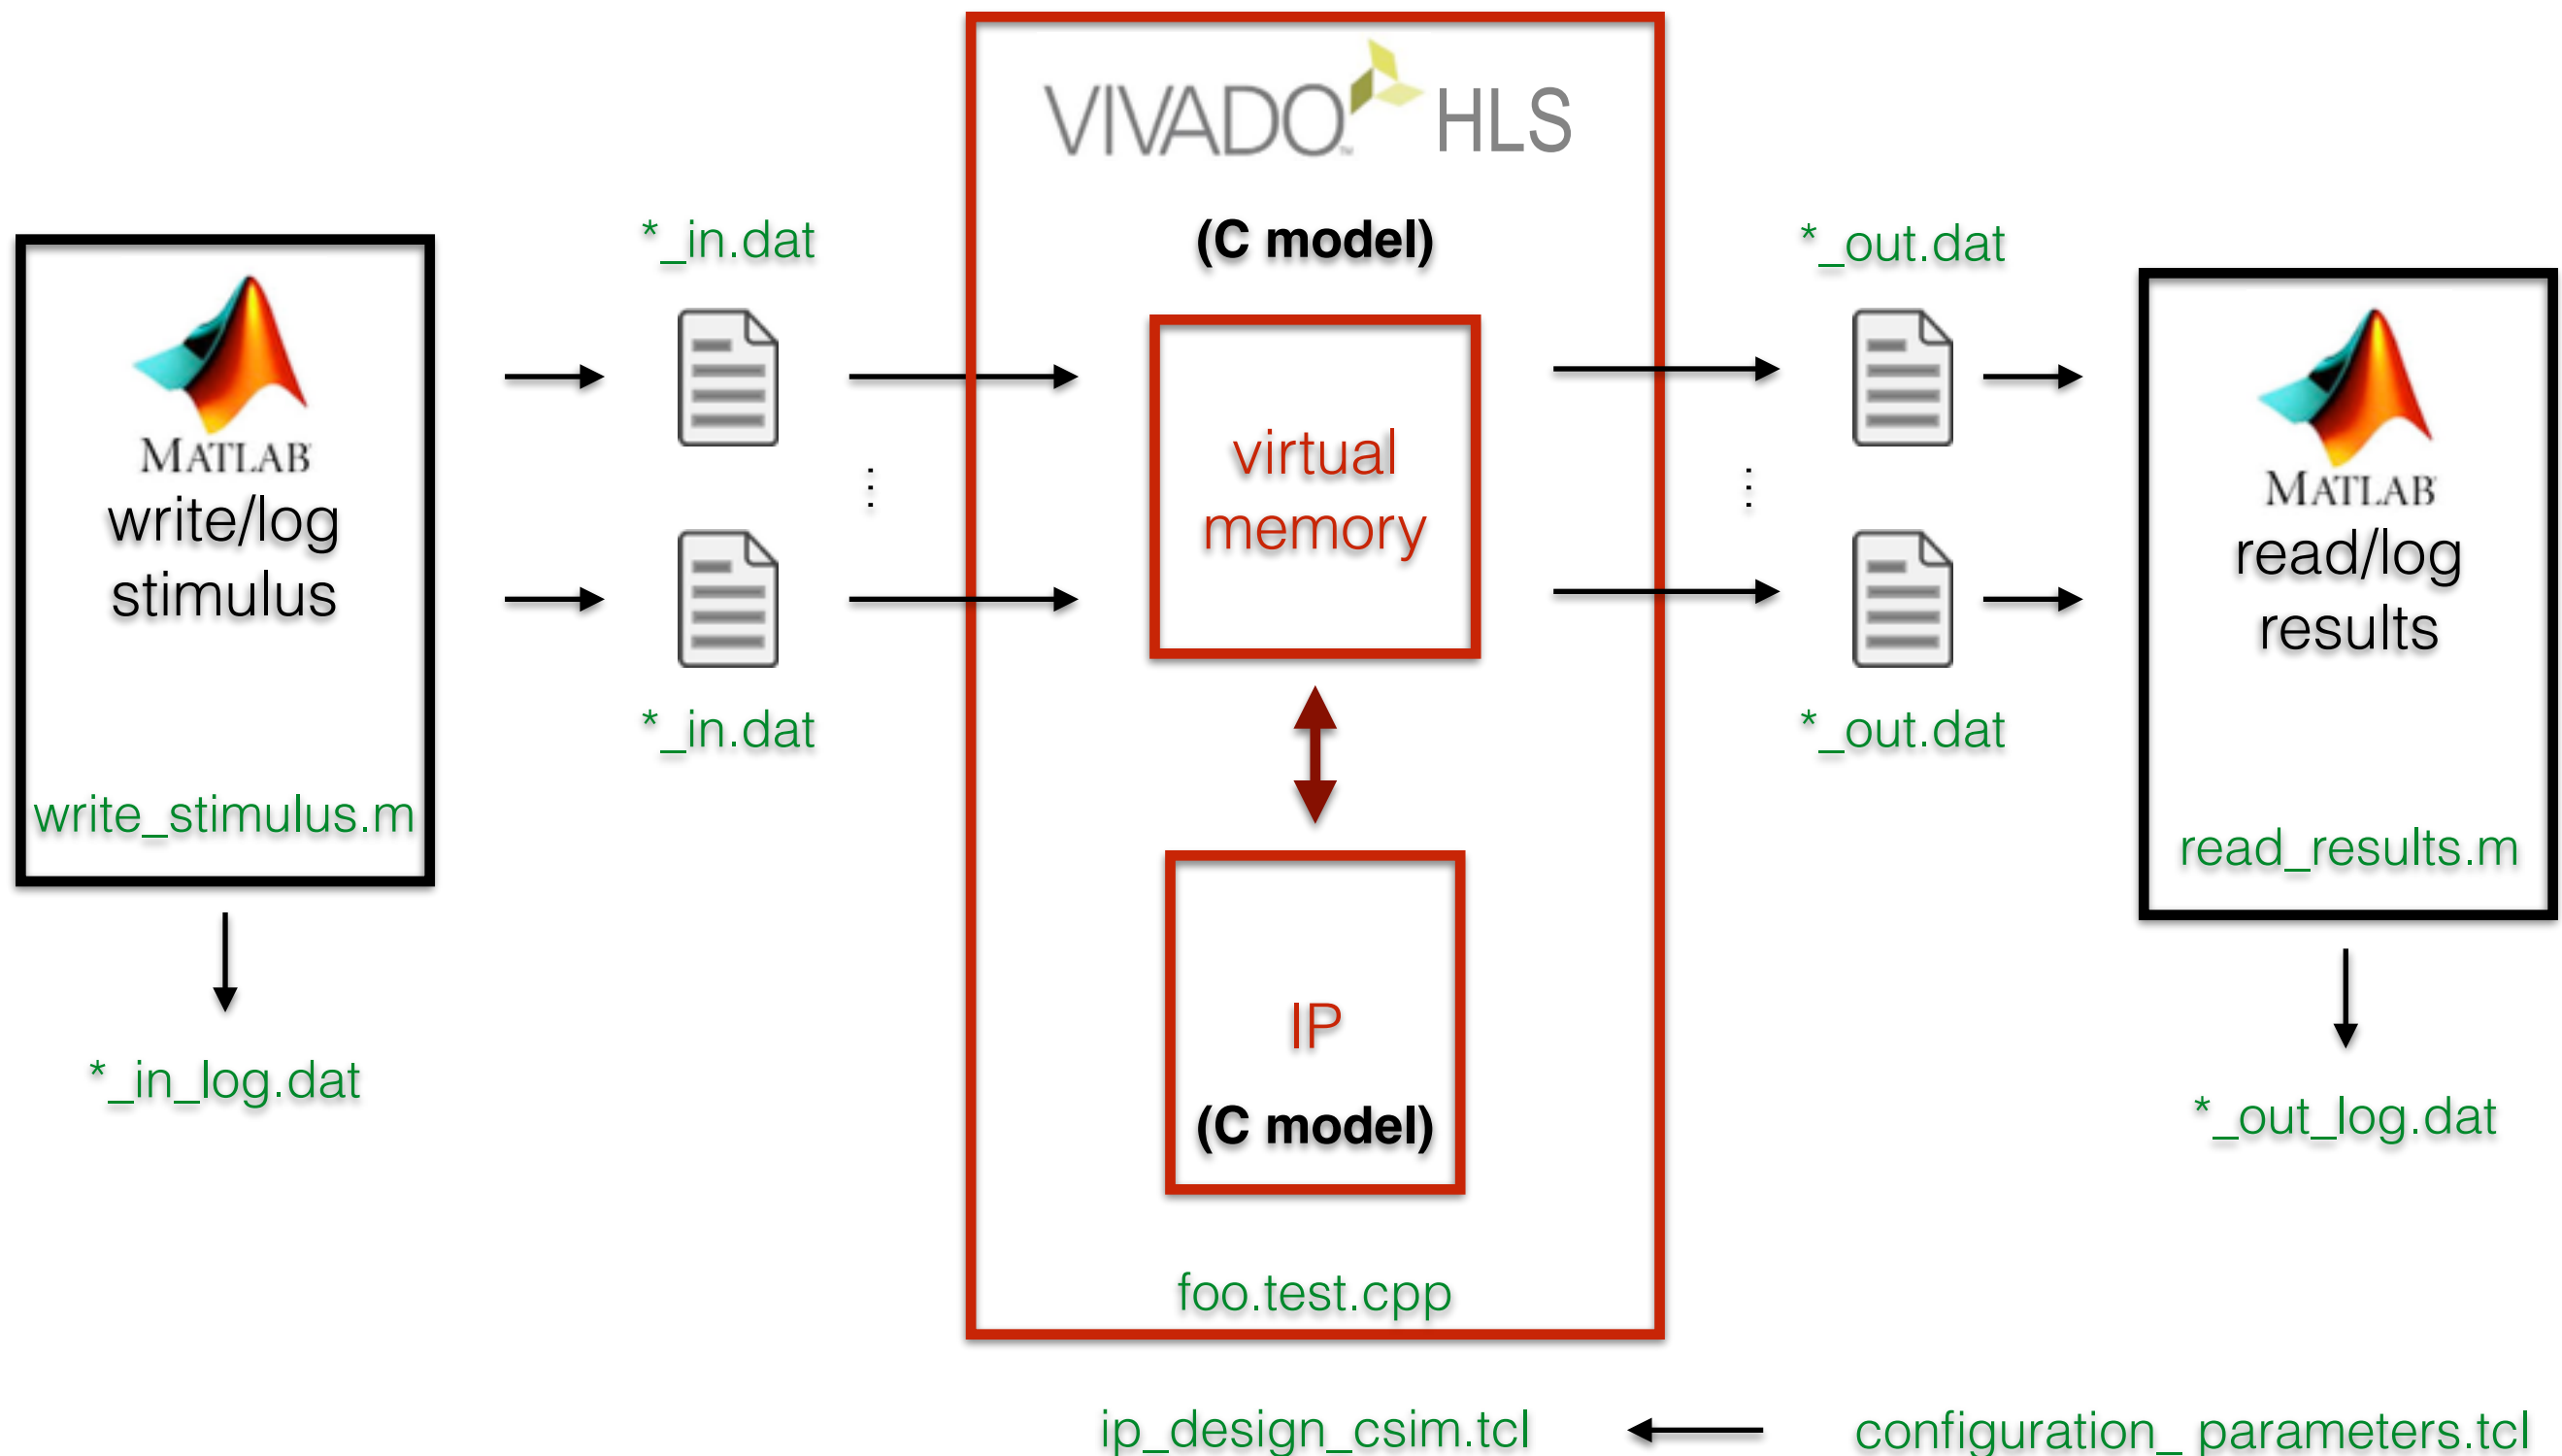 VIVADO™ HLS
(C model)
*_in.dat
*_out.dat
MATLAB
write/log
stimulus
write_stimulus.m
*_in_log.dat
*_in.dat
virtual
memory
IP
(C model)
foo.test.cpp
*_out.dat
MATLAB
read/log
results
read_results.m
*_out_log.dat
ip_design_csim.tcl
configuration_ parameters.tcl